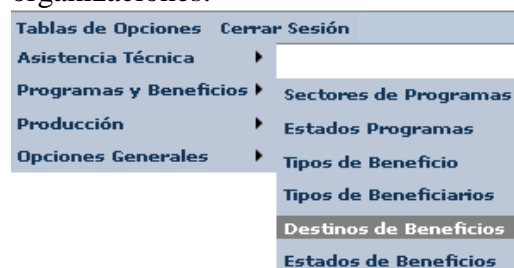 organizaciones.
Tablas de Opciones Cerrar Sesión
Asistencia Técnica
Programas y Beneficios
Producción
Opciones Generales
Sectores de Programas
Estados Programas
Tipos de Beneficio
Tipos de Beneficiarios
Destinos de Beneficios
Estados de Beneficios